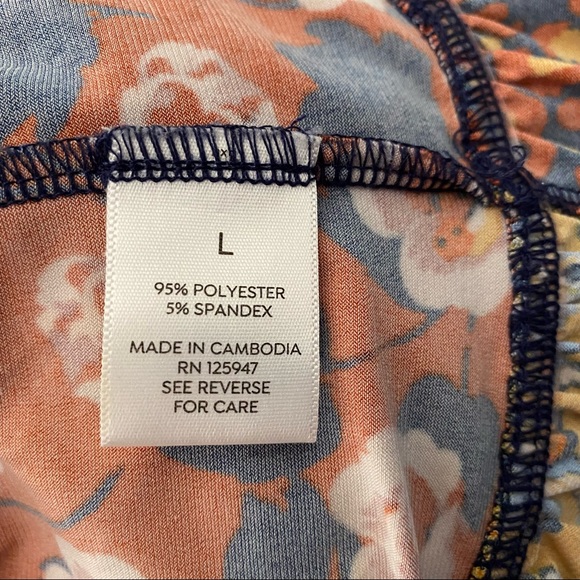 L
95% POLYESTER
5% SPANDEX
MADE IN CAMBODIA
RN 125947
SEE REVERSE
FOR CARE